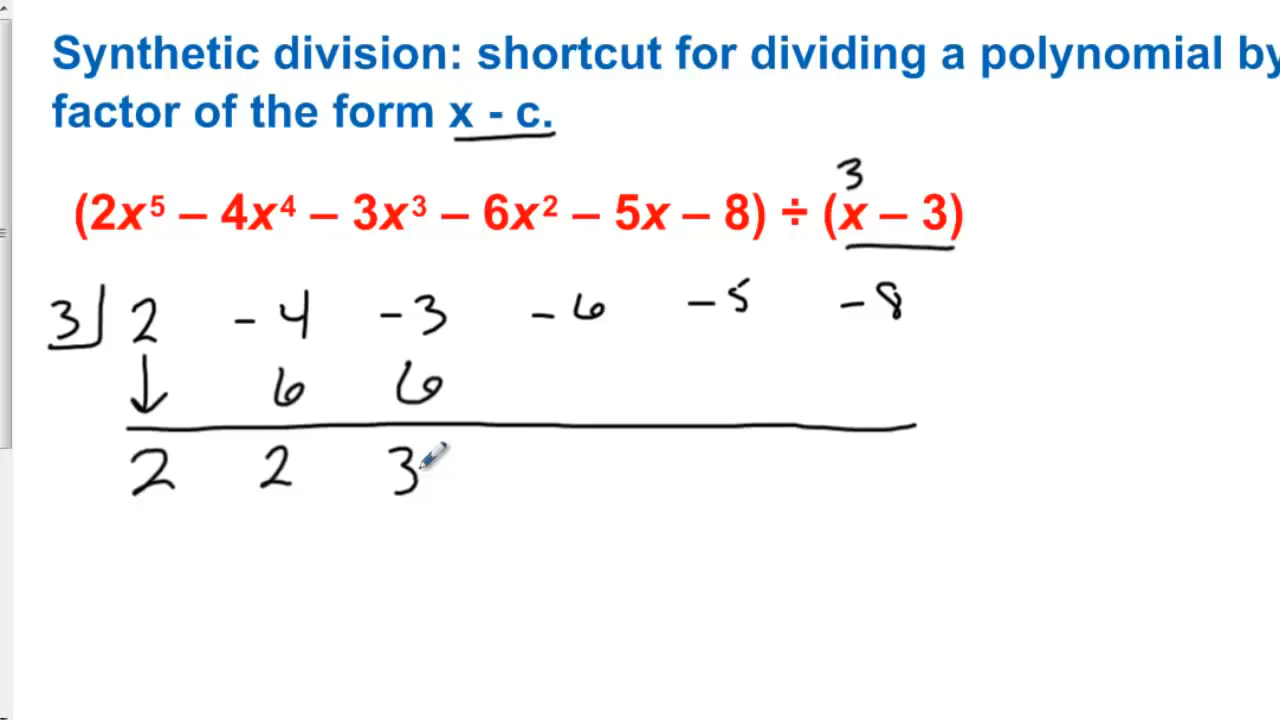 Synthetic division: shortcut for dividing a polynomial by
factor of the form x - c.
3
(2x⁵ – 4x⁴ – 3x³ – 6x² – 5x – 8) ÷ (x – 3)
3 2 - 4 - 3 - 6 - 5 - 8
↓ 6 6
2 2 3